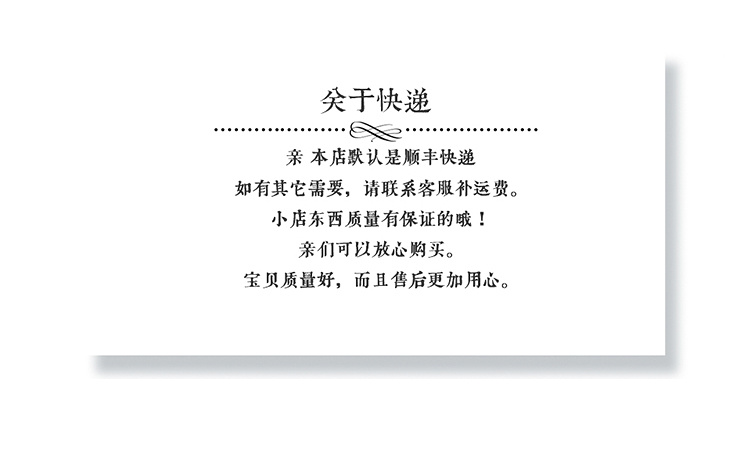 关于快递
亲 本店默认是顺丰快递
如有其它需要，请联系客服补运费。
小店东西质量有保证的哦！
亲们可以放心购买。
宝贝质量好，而且售后更加用心。